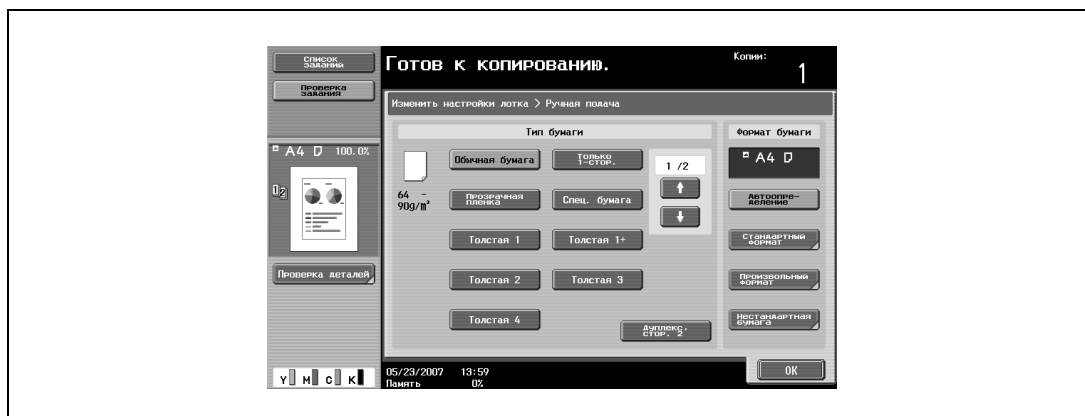 Список
задания
Проверка
задания
A4 100.0%
12
Проверка деталей
Y M C K
Готов к копированию.
Копии:
1
Изменить настройки лотка > Ручная подача
Тип бумаги
64 -
90g/m²
Обычная бумага
Только
1-стор.
Прозрачная
пленка
Спец. бумага
Толстая 1
Толстая 1+
Толстая 2
Толстая 3
Толстая 4
1 /2
Дуплекс.
стор. 2
Формат бумаги
A4
Автоопре-
деление
Стандартный
формат
Произвольный
формат
Нестандартная
бумага
05/23/2007 13:59
Память 0%
OK